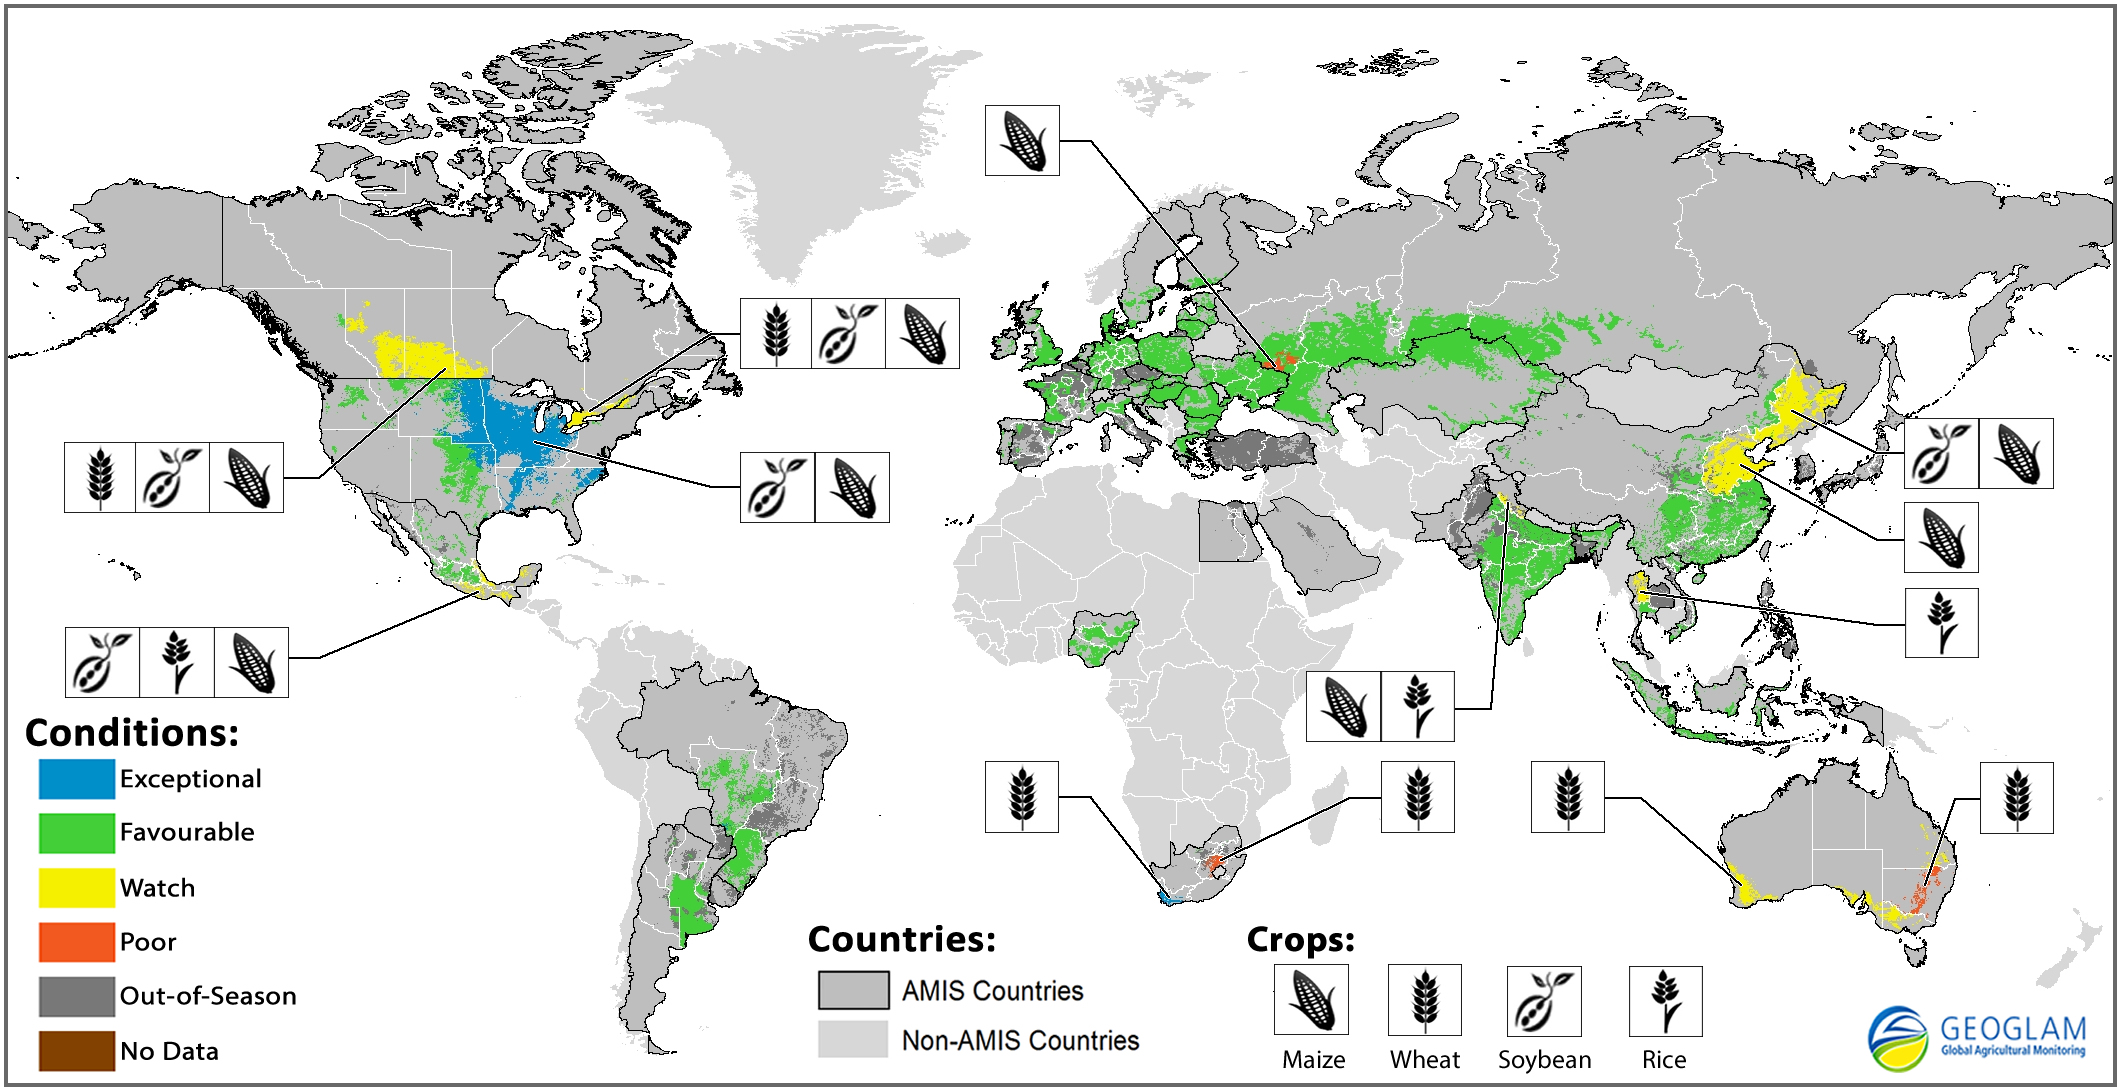 Conditions:
Exceptional
Favourable
Watch
Poor
Out-of-Season
No Data
Countries:
AMIS Countries
Non-AMIS Countries
Crops:
Maize
Wheat
Soybean
Rice
GEOGLAM
Global Agricultural Monitoring